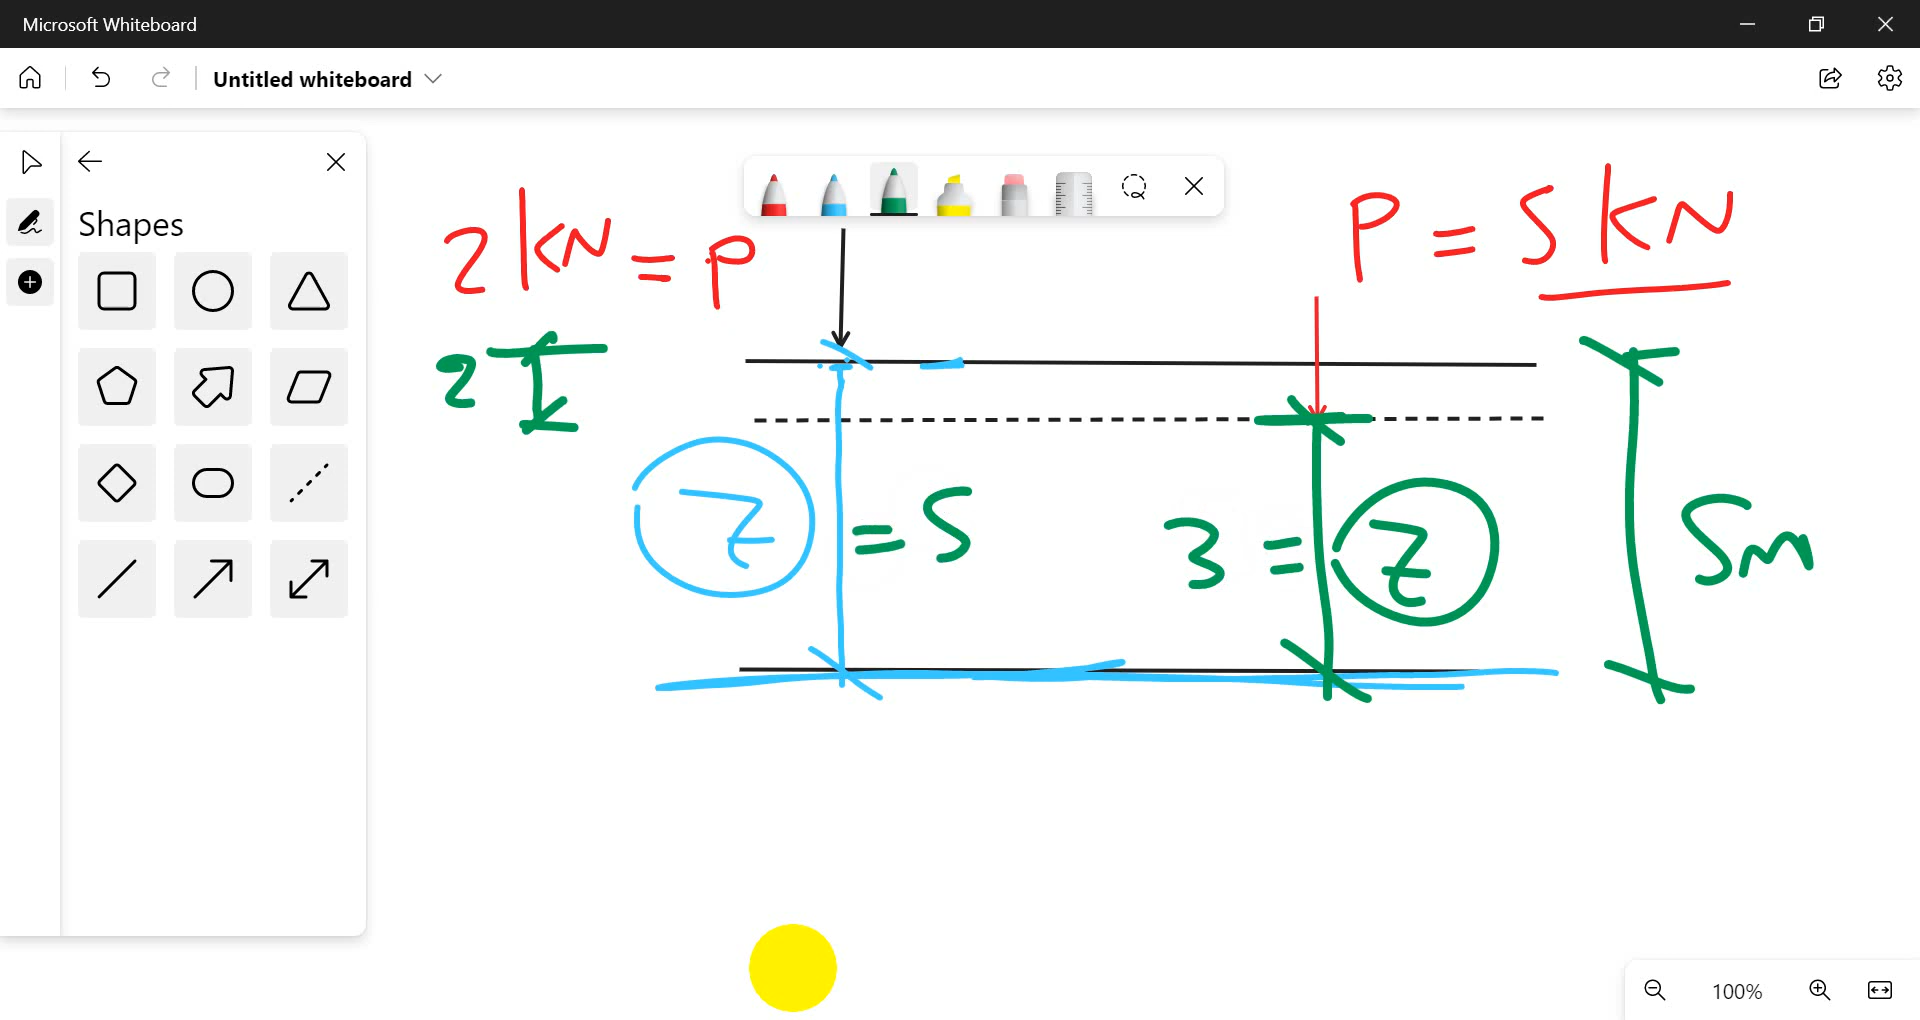 Microsoft Whiteboard
Untitled whiteboard
Shapes
2 kN = P
P = 5 kN
2
Z = 5
3 = Z
5m
100%